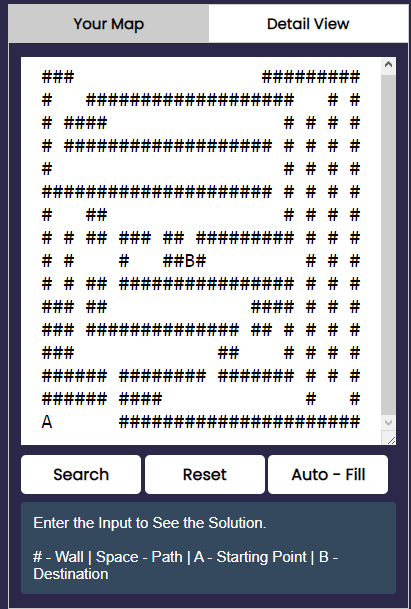 Your Map Detail View
###                 #########
#   ###################   # #
# ####                # # # #
# ################### # # # #
#                     # # # #
##################### # # # #
#   ##                # # # #
# # ## ### ## ######### # # #
# #    #   ##B#         # # #
# # ## ################ # # #
### ##             #### # # #
### ############## ## # # # #
###             ##    # # # #
###### ######## ####### # # #
###### ####             #   #
A      ######################
Search Reset Auto - Fill
Enter the Input to See the Solution.
# - Wall | Space - Path | A - Starting Point | B -
Destination